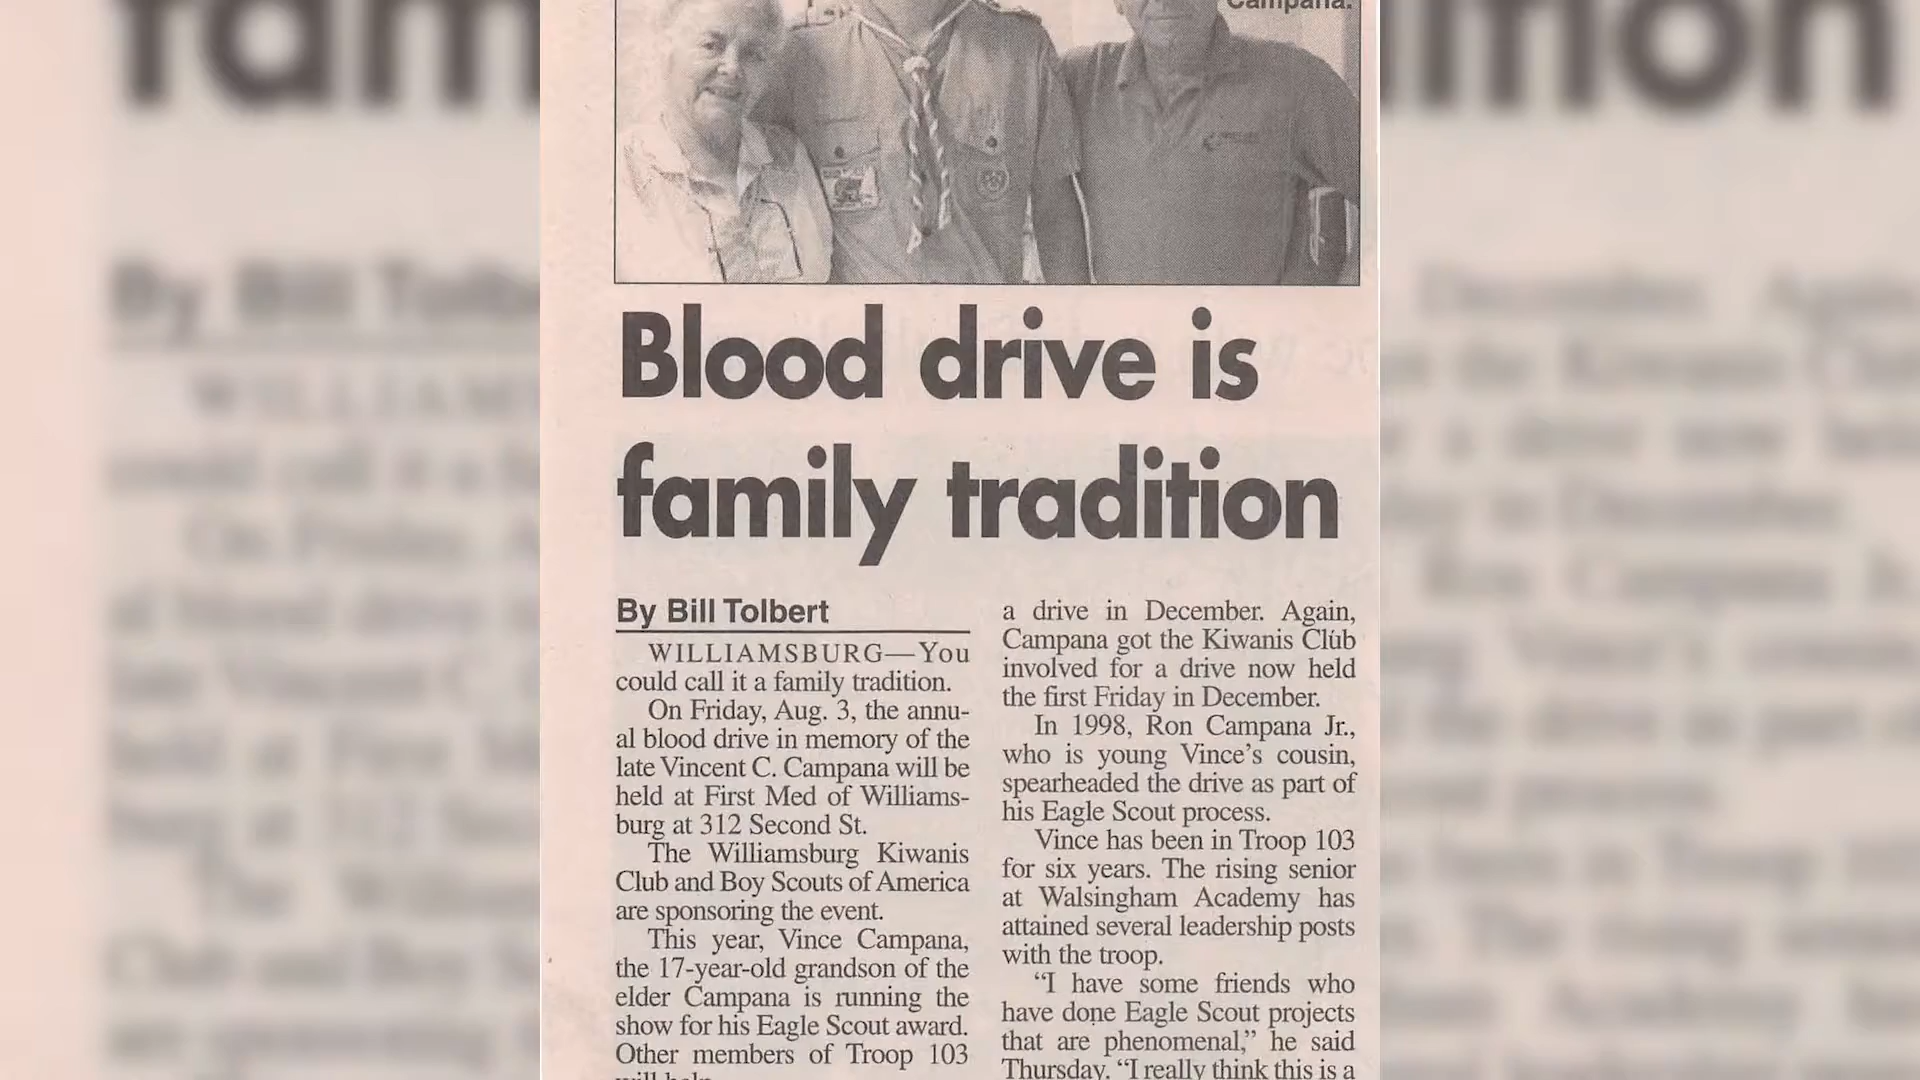 Campana.
Blood drive is
family tradition
By Bill Tolbert
WILLIAMSBURG—You
could call it a family tradition.
On Friday, Aug. 3, the annu-
al blood drive in memory of the
late Vincent C. Campana will be
held at First Med of Williams-
burg at 312 Second St.
The Williamsburg Kiwanis
Club and Boy Scouts of America
are sponsoring the event.
This year, Vince Campana,
the 17-year-old grandson of the
elder Campana is running the
show for his Eagle Scout award.
Other members of Troop 103
will help
a drive in December. Again,
Campana got the Kiwanis Club
involved for a drive now held
the first Friday in December.
In 1998, Ron Campana Jr.,
who is young Vince's cousin,
spearheaded the drive as part of
his Eagle Scout process.
Vince has been in Troop 103
for six years. The rising senior
at Walsingham Academy has
attained several leadership posts
with the troop.
“I have some friends who
have done Eagle Scout projects
that are phenomenal,” he said
Thursday. “I really think this is a